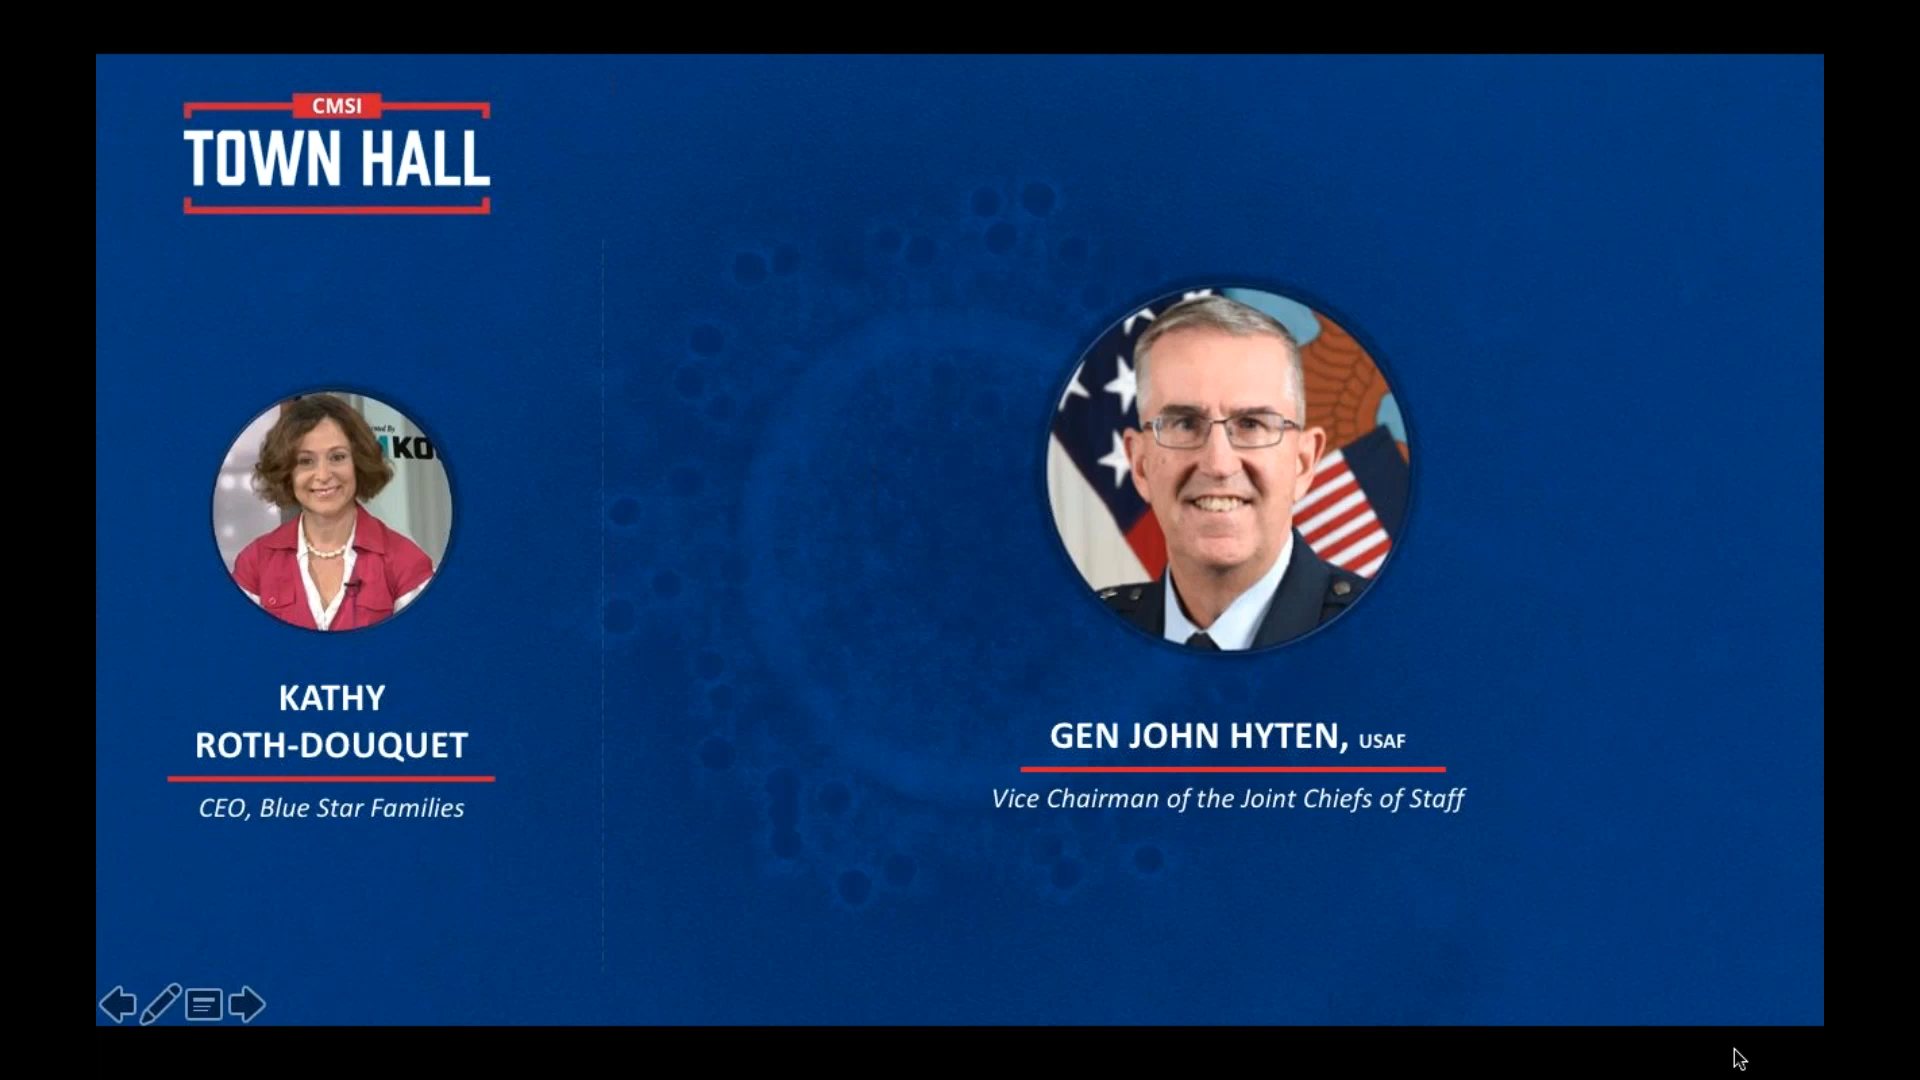 CMSI
TOWN HALL
KATHY
ROTH-DOUQUET
CEO, Blue Star Families
GEN JOHN HYTEN, USAF
Vice Chairman of the Joint Chiefs of Staff